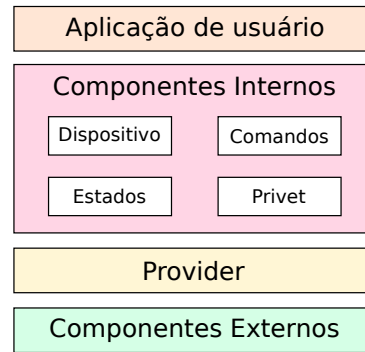 Aplicação de usuário
Componentes Internos
Dispositivo
Comandos
Estados
Privet
Provider
Componentes Externos